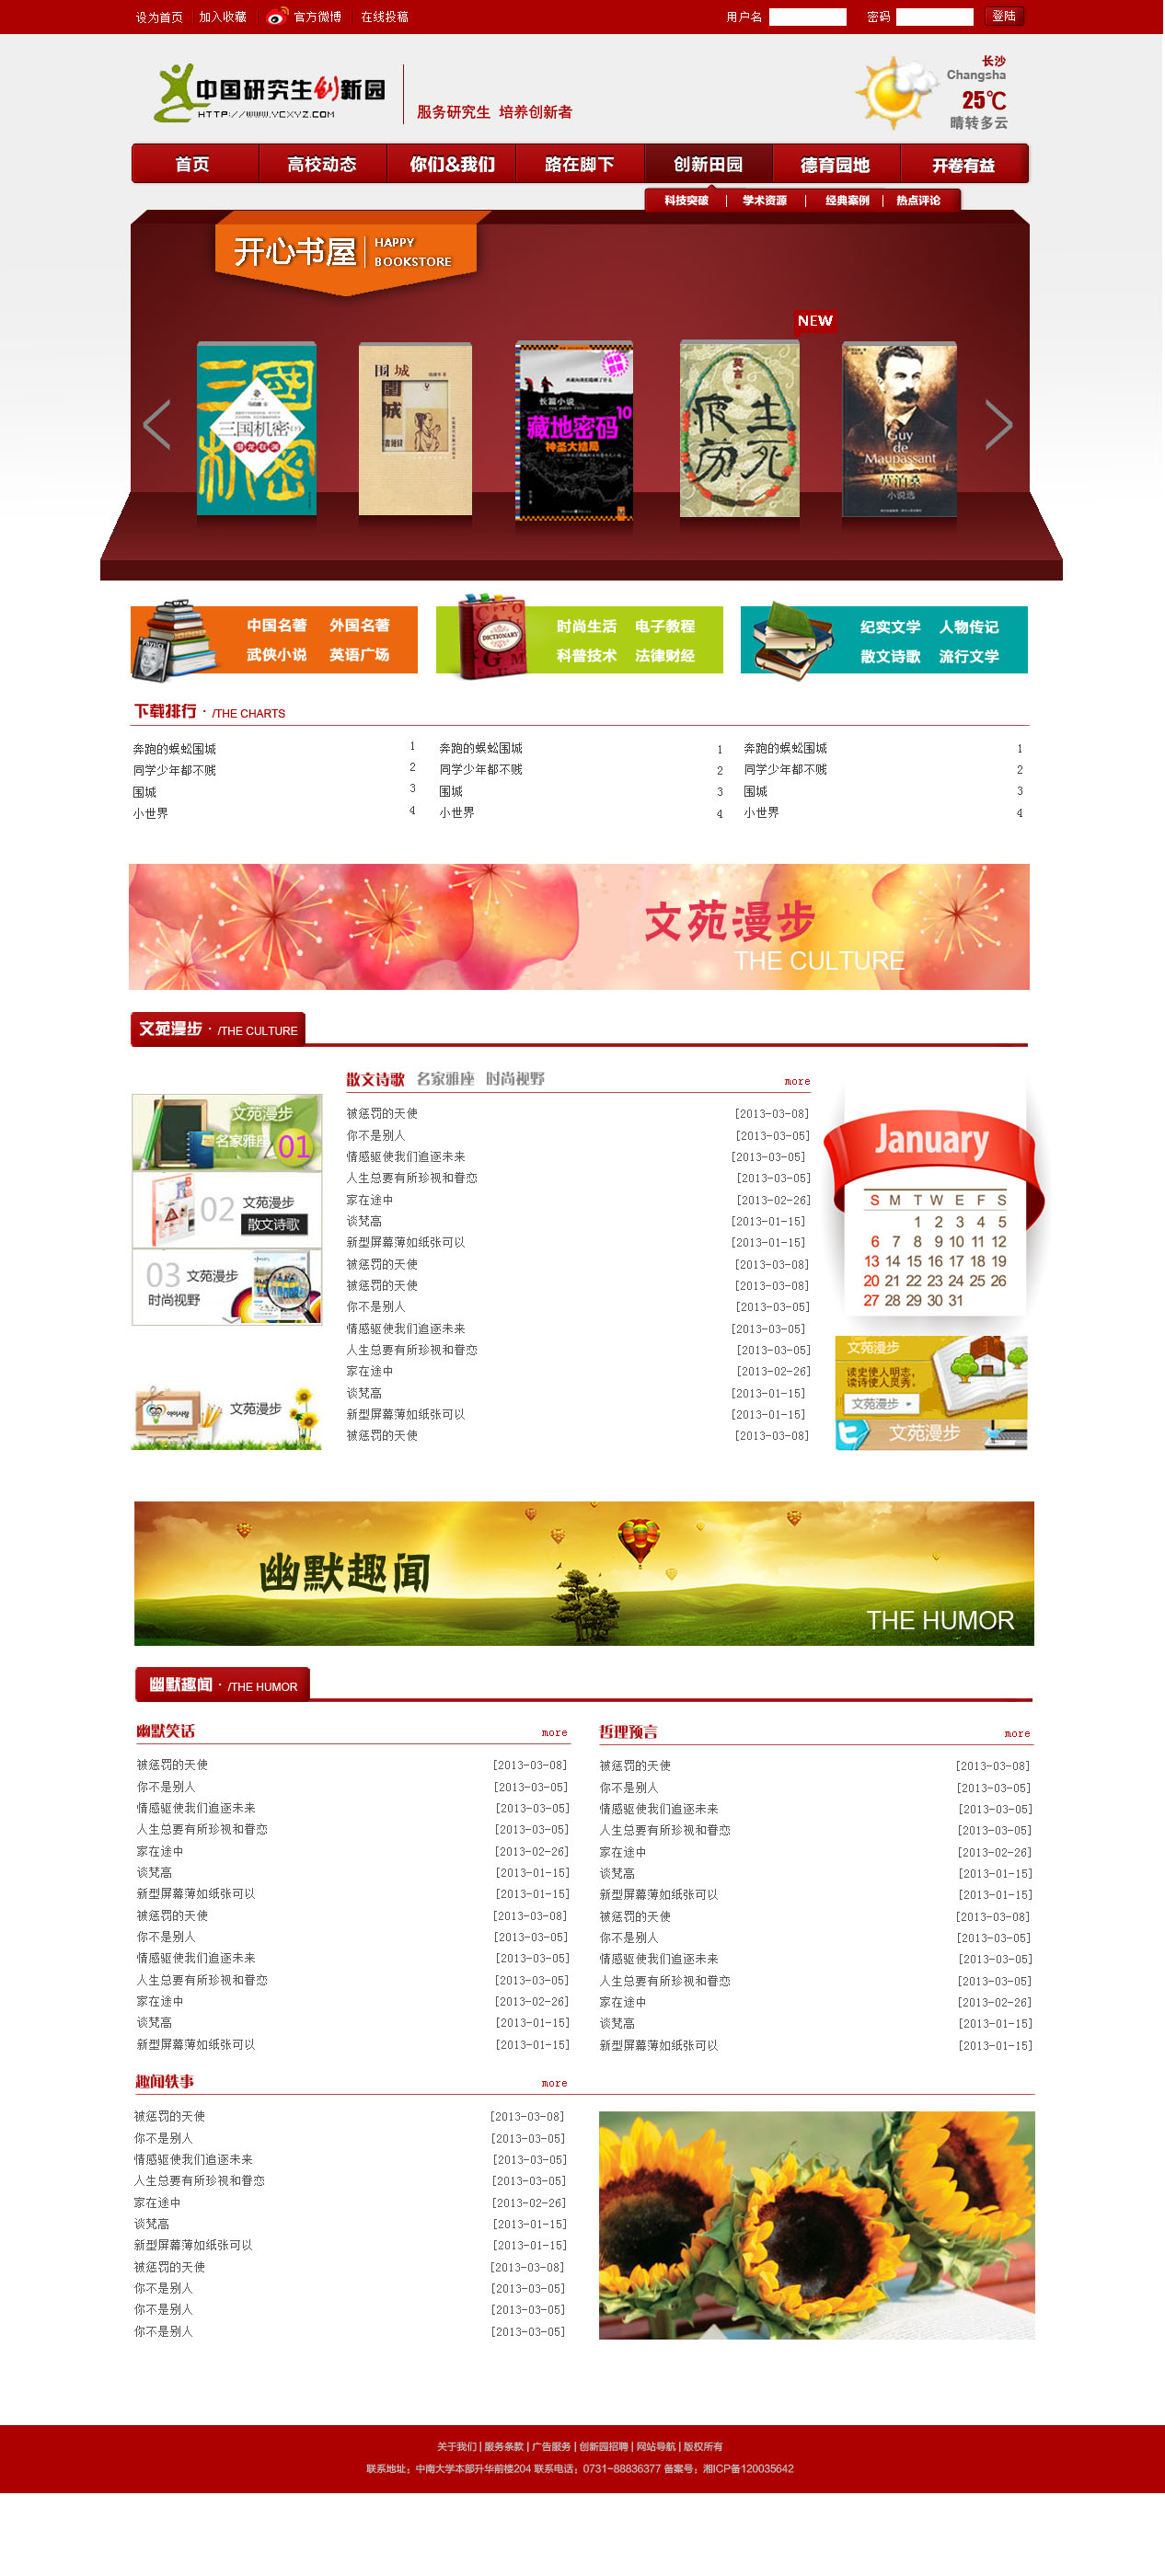 设为首页 加入收藏 官方微博 在线投稿 用户名 密码 登陆
中国研究生创新园
HTTP://WWW.YCXYZ.COM
服务研究生 培养创新者
长沙
Changsha
25℃
晴转多云
首页 高校动态 你们&我们 路在脚下 创新田园 德育园地 开卷有益
科技突破 学术资源 经典案例 热点评论
开心书屋 HAPPY BOOKSTORE
NEW
三国机密
围城
围城
长篇小说
藏地密码10
神圣大结局
莫言
生死疲劳
Guy
de
Maupassant
莫泊桑
小说选
中国名著 外国名著
武侠小说 英语广场
DICTIONARY
时尚生活 电子教程
科普技术 法律财经
纪实文学 人物传记
散文诗歌 流行文学
下载排行 · /THE CHARTS
奔跑的蜈蚣围城 1 奔跑的蜈蚣围城 1 奔跑的蜈蚣围城 1
同学少年都不贱 2 同学少年都不贱 2 同学少年都不贱 2
围城 3 围城 3 围城 3
小世界 4 小世界 4 小世界 4
文苑漫步
THE CULTURE
文苑漫步 · /THE CULTURE
文苑漫步
名家雅座 01
02 文苑漫步
散文诗歌
03 文苑漫步
时尚视野
文苑漫步
散文诗歌 名家雅座 时尚视野 more
被惩罚的天使 [2013-03-08]
你不是别人 [2013-03-05]
情感驱使我们追逐未来 [2013-03-05]
人生总要有所珍视和眷恋 [2013-03-05]
家在途中 [2013-02-26]
谈梵高 [2013-01-15]
新型屏幕薄如纸张可以 [2013-01-15]
被惩罚的天使 [2013-03-08]
被惩罚的天使 [2013-03-08]
你不是别人 [2013-03-05]
情感驱使我们追逐未来 [2013-03-05]
人生总要有所珍视和眷恋 [2013-03-05]
家在途中 [2013-02-26]
谈梵高 [2013-01-15]
新型屏幕薄如纸张可以 [2013-01-15]
被惩罚的天使 [2013-03-08]
January
S M T W E F S
1 2 3 4 5
6 7 8 9 10 11 12
13 14 15 16 17 18 19
20 21 22 23 24 25 26
27 28 29 30 31
文苑漫步
读史使人明志,
读诗使人灵秀。
文苑漫步
文苑漫步
幽默趣闻
THE HUMOR
幽默趣闻 · /THE HUMOR
幽默笑话 more
被惩罚的天使 [2013-03-08]
你不是别人 [2013-03-05]
情感驱使我们追逐未来 [2013-03-05]
人生总要有所珍视和眷恋 [2013-03-05]
家在途中 [2013-02-26]
谈梵高 [2013-01-15]
新型屏幕薄如纸张可以 [2013-01-15]
被惩罚的天使 [2013-03-08]
你不是别人 [2013-03-05]
情感驱使我们追逐未来 [2013-03-05]
人生总要有所珍视和眷恋 [2013-03-05]
家在途中 [2013-02-26]
谈梵高 [2013-01-15]
新型屏幕薄如纸张可以 [2013-01-15]
哲理预言 more
被惩罚的天使 [2013-03-08]
你不是别人 [2013-03-05]
情感驱使我们追逐未来 [2013-03-05]
人生总要有所珍视和眷恋 [2013-03-05]
家在途中 [2013-02-26]
谈梵高 [2013-01-15]
新型屏幕薄如纸张可以 [2013-01-15]
被惩罚的天使 [2013-03-08]
你不是别人 [2013-03-05]
情感驱使我们追逐未来 [2013-03-05]
人生总要有所珍视和眷恋 [2013-03-05]
家在途中 [2013-02-26]
谈梵高 [2013-01-15]
新型屏幕薄如纸张可以 [2013-01-15]
趣闻轶事 more
被惩罚的天使 [2013-03-08]
你不是别人 [2013-03-05]
情感驱使我们追逐未来 [2013-03-05]
人生总要有所珍视和眷恋 [2013-03-05]
家在途中 [2013-02-26]
谈梵高 [2013-01-15]
新型屏幕薄如纸张可以 [2013-01-15]
被惩罚的天使 [2013-03-08]
你不是别人 [2013-03-05]
你不是别人 [2013-03-05]
你不是别人 [2013-03-05]
关于我们 | 服务条款 | 广告服务 | 创新园招聘 | 网站导航 | 版权所有
联系地址：中南大学本部升华前楼204 联系电话：0731-88836377 备案号：湘ICP备120035642